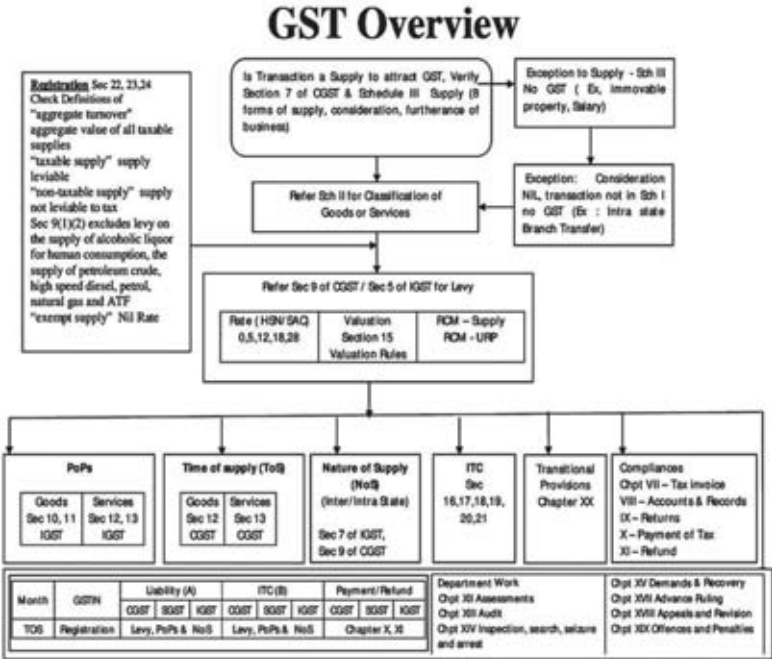 GST Overview
Registration Sec 22, 23,24
Check Definitions of
"aggregate turnover"
aggregate value of all taxable
supplies
"taxable supply" supply
leviable
"non-taxable supply" supply
not leviable to tax
Sec 9(1)(2) excludes levy on
the supply of alcoholic liquor
for human consumption, the
supply of petroleum crude,
high speed diesel, petrol,
natural gas and ATF
"exempt supply" Nil Rate
Is Transaction a Supply to attract GST, Verify
Section 7 of CGST & Schedule III Supply (8
forms of supply, consideration, furtherance of
business)
Exception to Supply - Sch III
No GST ( Ex, Immovable
property, Salary)
Exception: Consideration
NIL, transaction not in Sch I
no GST (Ex : Intra state
Branch Transfer)
Refer Sch II for Classification of
Goods or Services
Refer Sec 9 of CGST / Sec 5 of IGST for Levy
Rate ( HSN/SAC)
0,5,12,18,28
Valuation
Section 15
Valuation Rules
RCM – Supply
RCM - URP
PoPs
Goods
Sec 10, 11
IGST
Services
Sec 12, 13
IGST
Time of supply (ToS)
Goods
Sec 12
CGST
Services
Sec 13
CGST
Nature of Supply
(NoS)
(Inter/Intra State)
Sec 7 of IGST,
Sec 9 of CGST
ITC
Sec
16,17,18,19,
20,21
Transitional
Provisions
Chapter XX
Compliances
Chpt VII – Tax invoice
VIII – Accounts & Records
IX – Returns
X – Payment of Tax
XI – Refund
Month GSTIN Liability (A) ITC (B) Payment/Refund
CGST SGST IGST CGST SGST IGST CGST SGST IGST
TOS Registration Levy, PoPs & NoS Levy, PoPs & NoS Chapter X, XI
Department Work
Chpt XII Assessments
Chpt XIII Audit
Chpt XIV Inspection, search, seizure
and arrest
Chpt XV Demands & Recovery
Chpt XVII Advance Ruling
Chpt XVIII Appeals and Revision
Chpt XIX Offences and Penalties